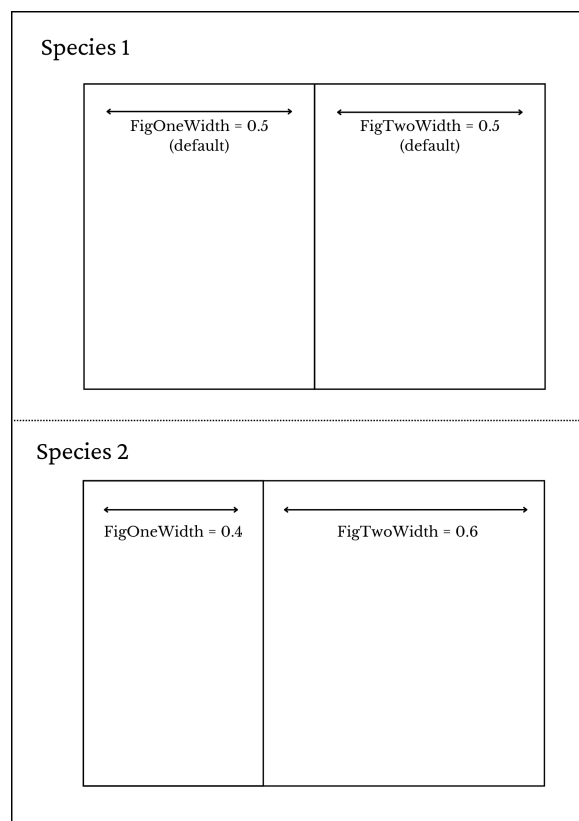 Species 1
FigOneWidth = 0.5
(default)
FigTwoWidth = 0.5
(default)
Species 2
FigOneWidth = 0.4
FigTwoWidth = 0.6